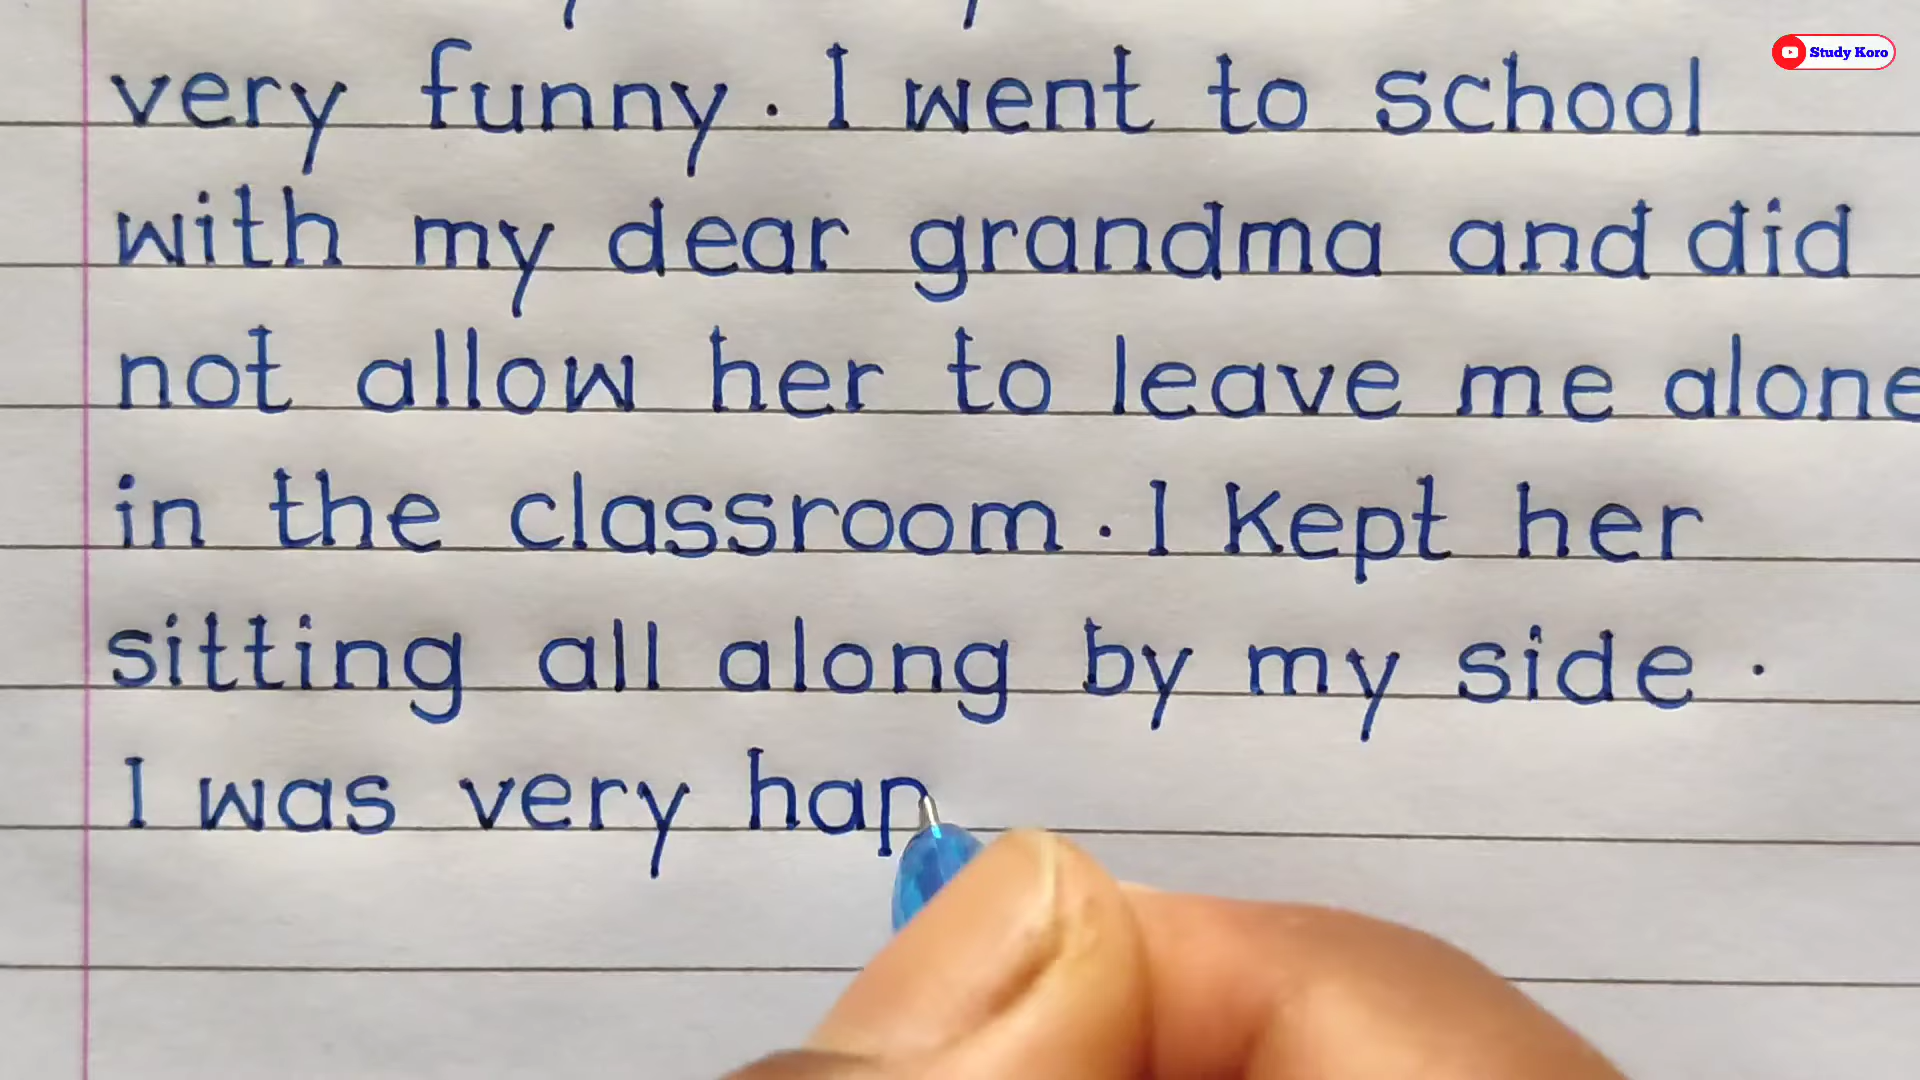 Study Koro
very funny. I went to school
with my dear grandma and did
not allow her to leave me alone
in the classroom. I kept her
sitting all along by my side.
I was very hap